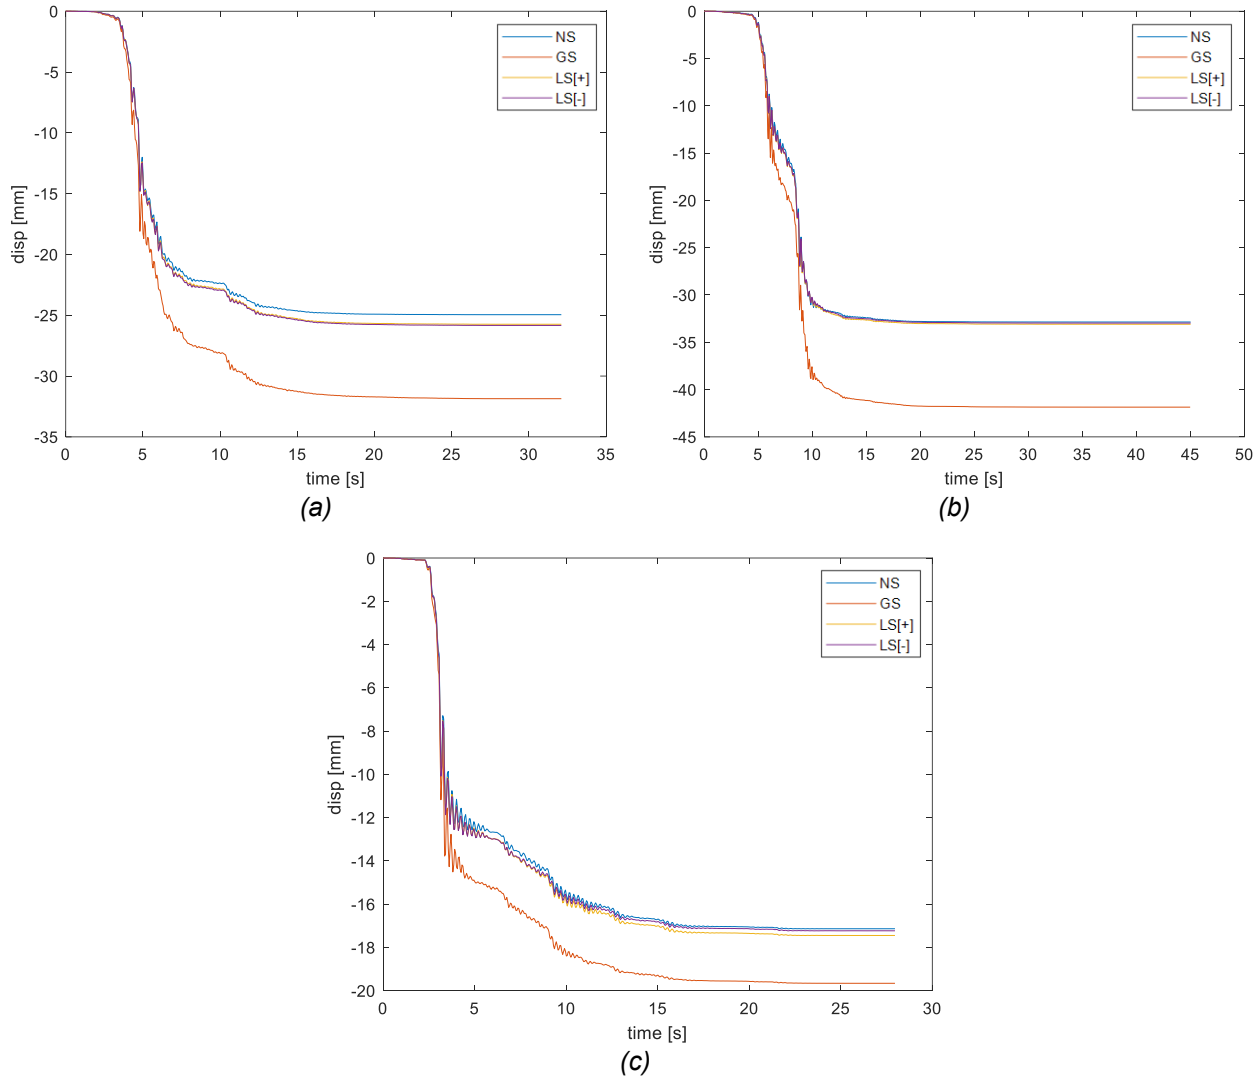 0
-5
-10
-15
-20
-25
-30
-35
disp [mm]
0 5 10 15 20 25 30 35
time [s]
NS
GS
LS[+]
LS[-]
(a)
0
-5
-10
-15
-20
-25
-30
-35
-40
-45
disp [mm]
0 5 10 15 20 25 30 35 40 45 50
time [s]
NS
GS
LS[+]
LS[-]
(b)
0
-2
-4
-6
-8
-10
-12
-14
-16
-18
-20
disp [mm]
0 5 10 15 20 25 30
time [s]
NS
GS
LS[+]
LS[-]
(c)